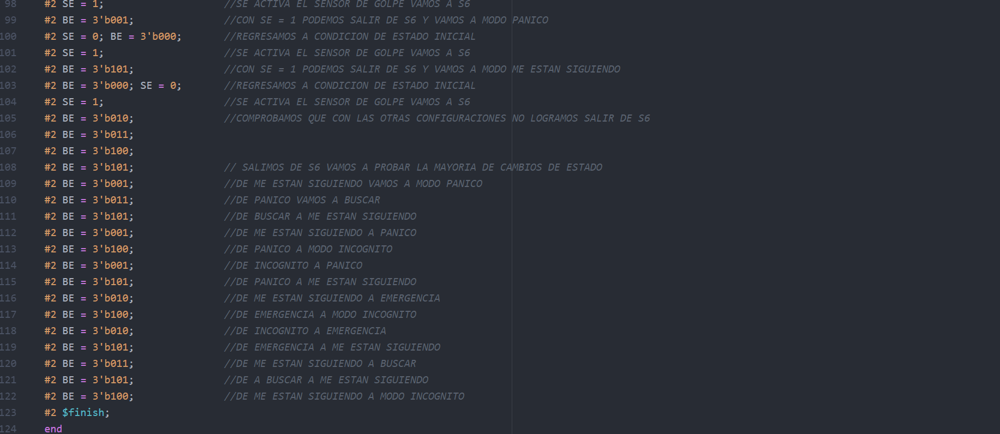 98 #2 SE = 1; //SE ACTIVA EL SENSOR DE GOLPE VAMOS A S6
99 #2 BE = 3'b001; //CON SE = 1 PODEMOS SALIR DE S6 Y VAMOS A MODO PANICO
100 #2 SE = 0; BE = 3'b000; //REGRESAMOS A CONDICION DE ESTADO INICIAL
101 #2 SE = 1; //SE ACTIVA EL SENSOR DE GOLPE VAMOS A S6
102 #2 BE = 3'b101; //CON SE = 1 PODEMOS SALIR DE S6 Y VAMOS A MODO ME ESTAN SIGUIENDO
103 #2 BE = 3'b000; SE = 0; //REGRESAMOS A CONDICION DE ESTADO INICIAL
104 #2 SE = 1; //SE ACTIVA EL SENSOR DE GOLPE VAMOS A S6
105 #2 BE = 3'b010; //COMPROBAMOS QUE CON LAS OTRAS CONFIGURACIONES NO LOGRAMOS SALIR DE S6
106 #2 BE = 3'b011;
107 #2 BE = 3'b100;
108 #2 BE = 3'b101; // SALIMOS DE S6 VAMOS A PROBAR LA MAYORIA DE CAMBIOS DE ESTADO
109 #2 BE = 3'b001; //DE ME ESTAN SIGUIENDO VAMOS A MODO PANICO
110 #2 BE = 3'b011; //DE PANICO VAMOS A BUSCAR
111 #2 BE = 3'b101; //DE BUSCAR A ME ESTAN SIGUIENDO
112 #2 BE = 3'b001; //DE ME ESTAN SIGUIENDO A PANICO
113 #2 BE = 3'b100; //DE PANICO A MODO INCOGNITO
114 #2 BE = 3'b001; //DE INCOGNITO A PANICO
115 #2 BE = 3'b101; //DE PANICO A ME ESTAN SIGUIENDO
116 #2 BE = 3'b010; //DE ME ESTAN SIGUIENDO A EMERGENCIA
117 #2 BE = 3'b100; //DE EMERGENCIA A MODO INCOGNITO
118 #2 BE = 3'b010; //DE INCOGNITO A EMERGENCIA
119 #2 BE = 3'b101; //DE EMERGENCIA A ME ESTAN SIGUIENDO
120 #2 BE = 3'b011; //DE ME ESTAN SIGUIENDO A BUSCAR
121 #2 BE = 3'b101; //DE A BUSCAR A ME ESTAN SIGUIENDO
122 #2 BE = 3'b100; //DE ME ESTAN SIGUIENDO A MODO INCOGNITO
123 #2 $finish;
124 end